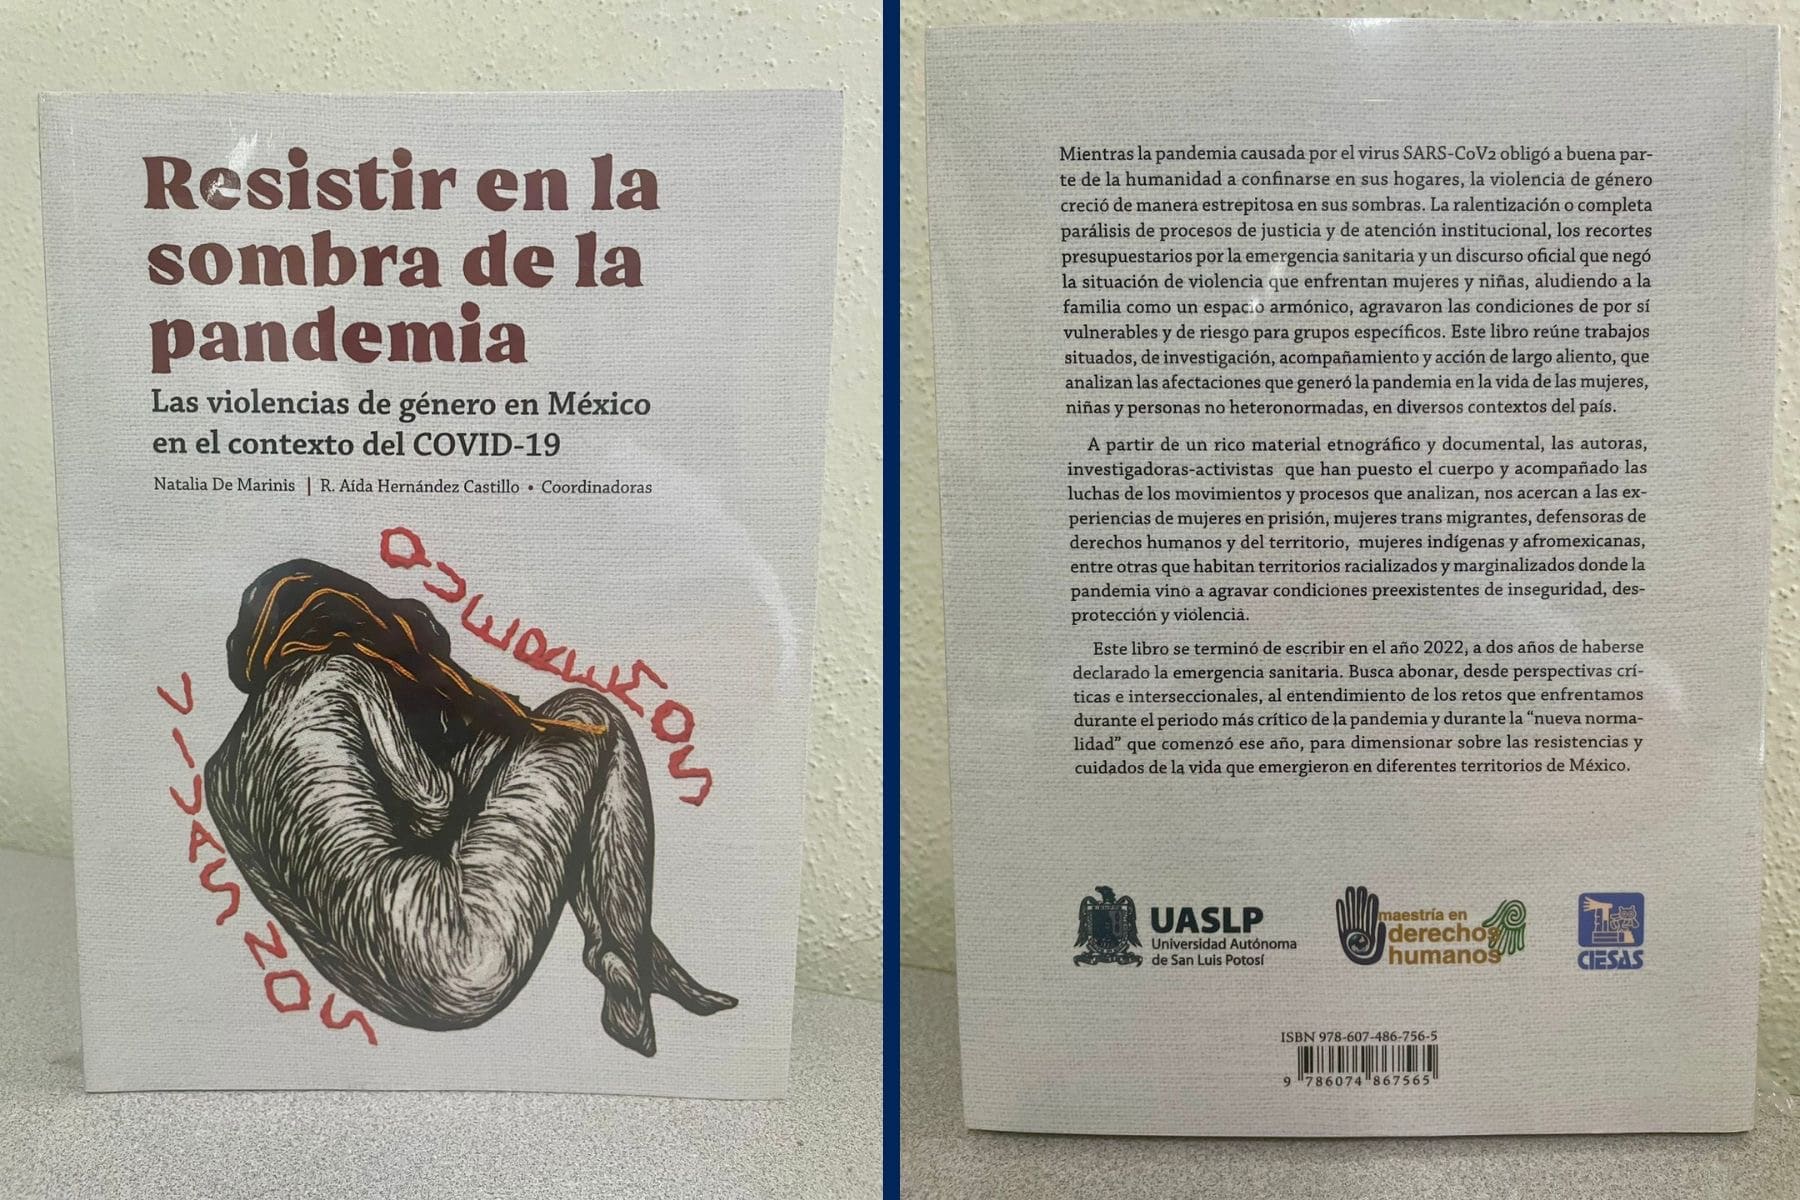 Resistir en la
sombra de la
pandemia
Las violencias de género en México
en el contexto del COVID-19
Natalia De Marinis | R. Aída Hernández Castillo • Coordinadoras
VIVAS NOS
QUEREMOS
Mientras la pandemia causada por el virus SARS-CoV2 obligó a buena par-
te de la humanidad a confinarse en sus hogares, la violencia de género
creció de manera estrepitosa en sus sombras. La ralentización o completa
parálisis de procesos de justicia y de atención institucional, los recortes
presupuestarios por la emergencia sanitaria y un discurso oficial que negó
la situación de violencia que enfrentan mujeres y niñas, aludiendo a la
familia como un espacio armónico, agravaron las condiciones de por sí
vulnerables y de riesgo para grupos específicos. Este libro reúne trabajos
situados, de investigación, acompañamiento y acción de largo aliento, que
analizan las afectaciones que generó la pandemia en la vida de las mujeres,
niñas y personas no heteronormadas, en diversos contextos del país.
A partir de un rico material etnográfico y documental, las autoras,
investigadoras-activistas que han puesto el cuerpo y acompañado las
luchas de los movimientos y procesos que analizan, nos acercan a las ex-
periencias de mujeres en prisión, mujeres trans migrantes, defensoras de
derechos humanos y del territorio, mujeres indígenas y afromexicanas,
entre otras que habitan territorios racializados y marginalizados donde la
pandemia vino a agravar condiciones preexistentes de inseguridad, des-
protección y violencia.
Este libro se terminó de escribir en el año 2022, a dos años de haberse
declarado la emergencia sanitaria. Busca abonar, desde perspectivas crí-
ticas e interseccionales, al entendimiento de los retos que enfrentamos
durante el periodo más crítico de la pandemia y durante la “nueva norma-
lidad” que comenzó ese año, para dimensionar sobre las resistencias y
cuidados de la vida que emergieron en diferentes territorios de México.
UASLP
Universidad Autónoma
de San Luis Potosí
maestría en
derechos
humanos
CIESAS
ISBN 978-607-486-756-5
9 786074 867565